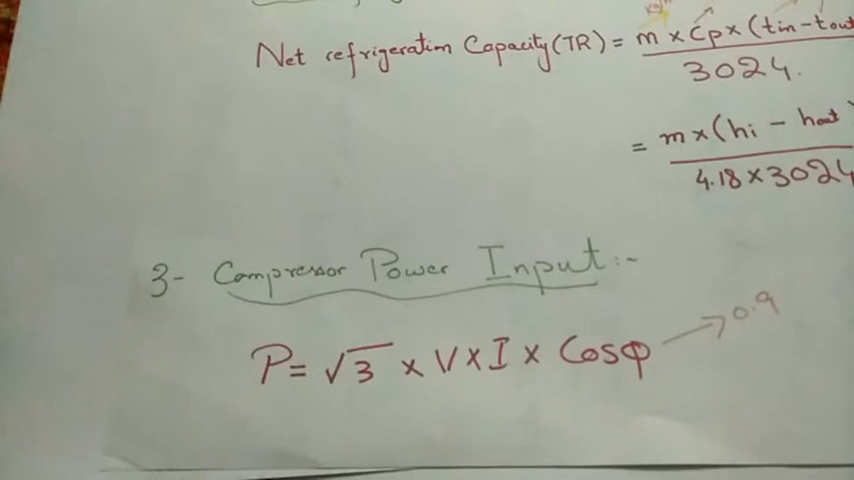 Kg/h
Net refrigeration Capacity (TR) = m × Cp × (tin - tout
3024.
= m × (hi - hout)
4.18 × 3024
3- Compressor Power Input :-
P = √3 × V × I × Cosφ → 0.9